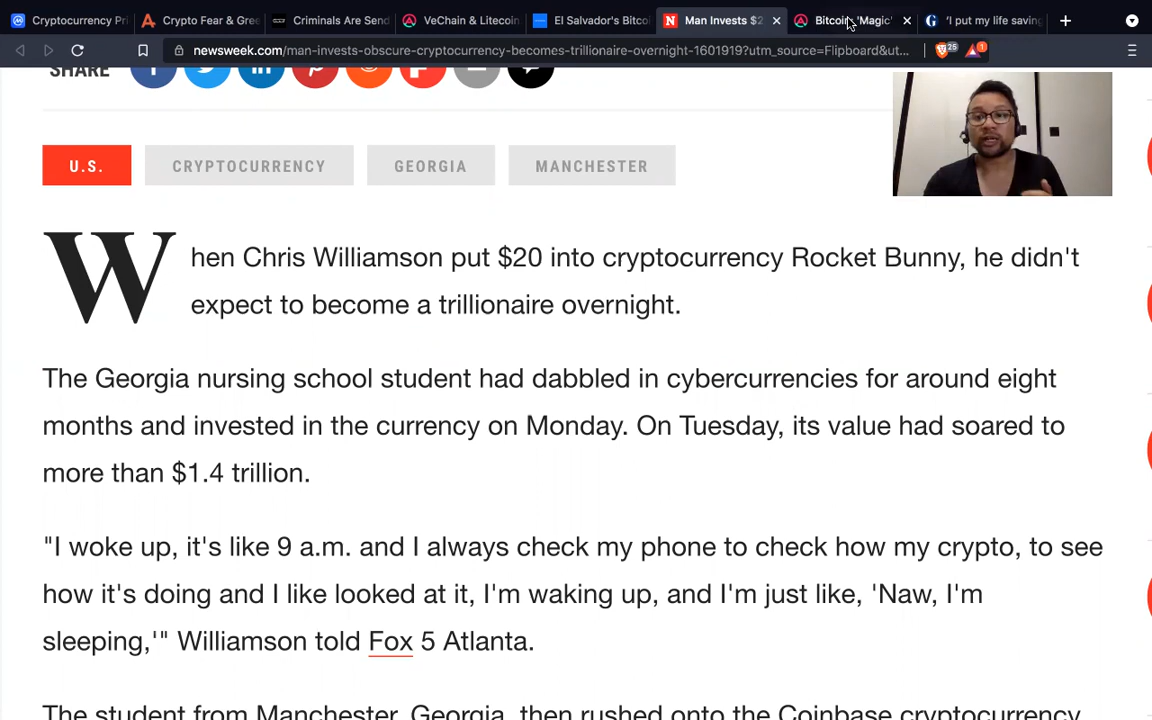 Cryptocurrency Pri
Crypto Fear & Gre
Criminals Are Send
VeChain & Litecoin
El Salvador's Bitco
Man Invests $2
Bitcoin 'Magic'
'I put my life saving
newsweek.com/man-invests-obscure-cryptocurrency-becomes-trillionaire-overnight-1601919?utm_source=Flipboard&ut...
25
1
SHARE
U.S.
CRYPTOCURRENCY
GEORGIA
MANCHESTER
When Chris Williamson put $20 into cryptocurrency Rocket Bunny, he didn't
expect to become a trillionaire overnight.
The Georgia nursing school student had dabbled in cybercurrencies for around eight
months and invested in the currency on Monday. On Tuesday, its value had soared to
more than $1.4 trillion.
"I woke up, it's like 9 a.m. and I always check my phone to check how my crypto, to see
how it's doing and I like looked at it, I'm waking up, and I'm just like, 'Naw, I'm
sleeping,'" Williamson told Fox 5 Atlanta.
The student from Manchester, Georgia, then rushed onto the Coinbase cryptocurrency